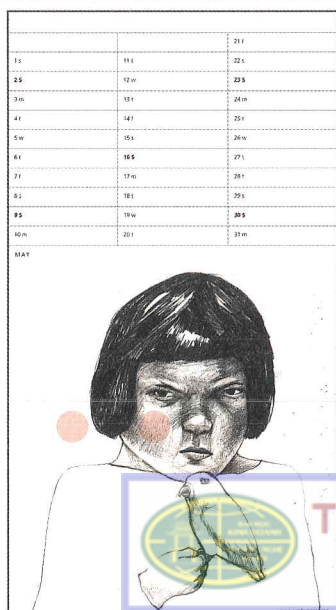 1 s
2 S
3 m
4 t
5 w
6 t
7 f
8 s
9 S
10 m
11 t
12 w
13 t
14 f
15 s
16 S
17 m
18 t
19 w
20 t
21 f
22 s
23 S
24 m
25 t
26 w
27 t
28 f
29 s
30 S
31 m
MAY
T